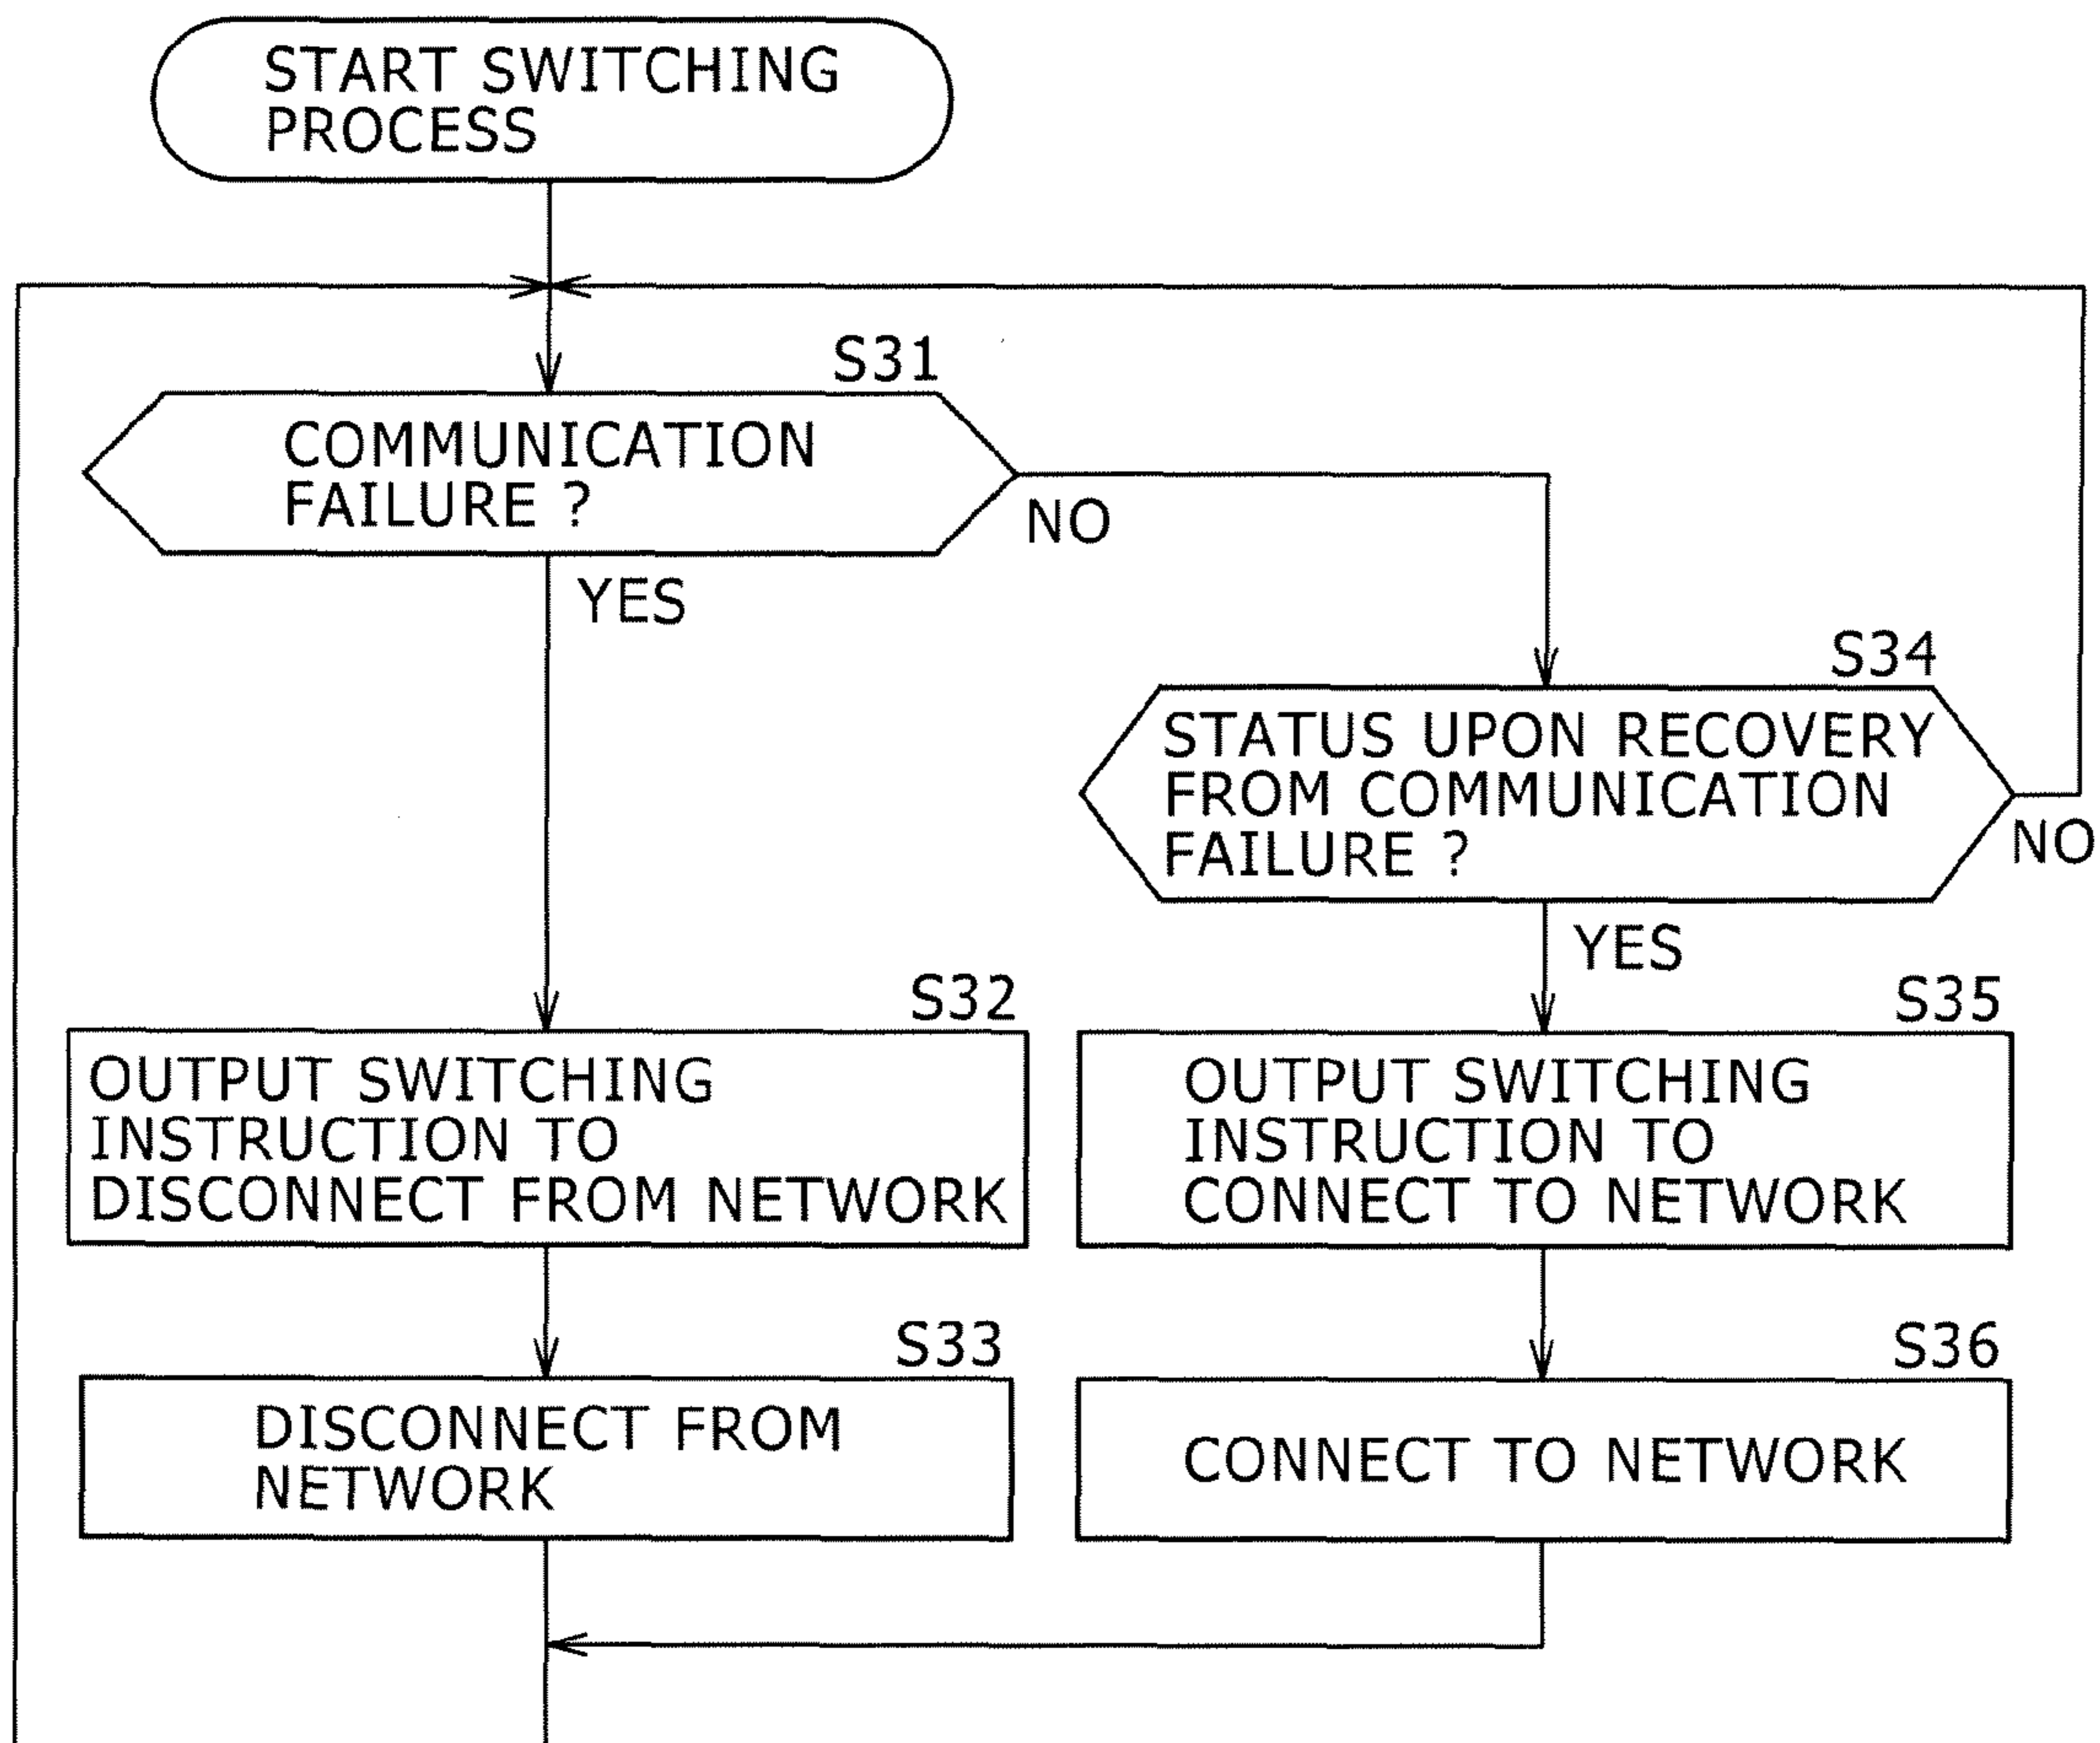 START SWITCHING
PROCESS
S31
COMMUNICATION
FAILURE ?
NO
YES
S34
STATUS UPON RECOVERY
FROM COMMUNICATION
FAILURE ?
NO
YES
S32
OUTPUT SWITCHING
INSTRUCTION TO
DISCONNECT FROM NETWORK
S35
OUTPUT SWITCHING
INSTRUCTION TO
CONNECT TO NETWORK
S33
DISCONNECT FROM
NETWORK
S36
CONNECT TO NETWORK